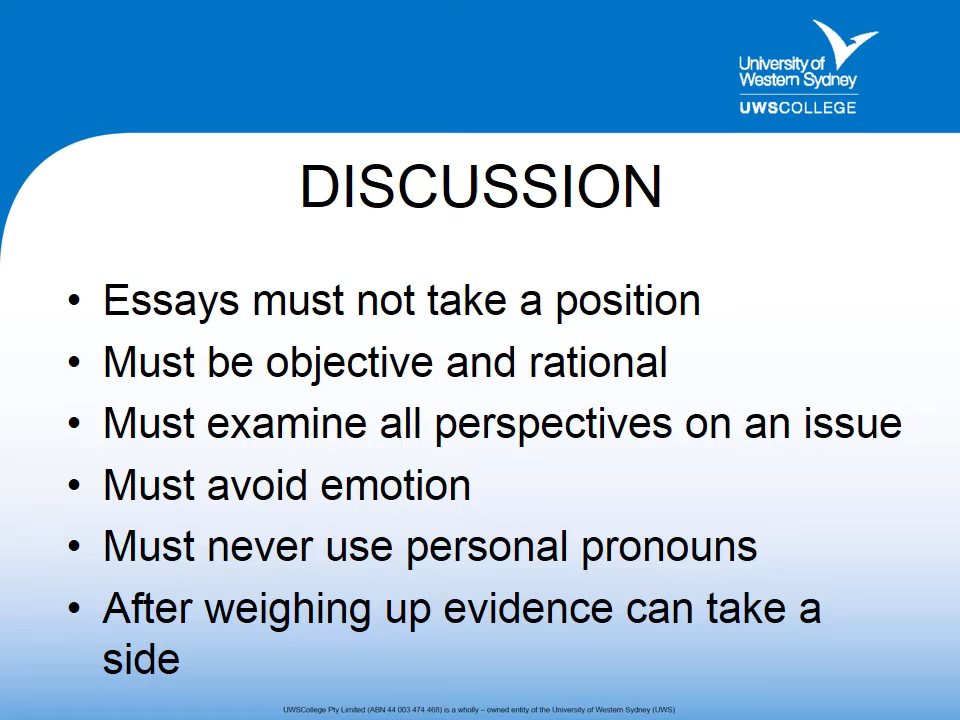 University of
Western Sydney
UWSCOLLEGE
DISCUSSION
• Essays must not take a position
• Must be objective and rational
• Must examine all perspectives on an issue
• Must avoid emotion
• Must never use personal pronouns
• After weighing up evidence can take a
side
UWSCollege Pty Limited (ABN 44 003 474 468) is a wholly – owned entity of the University of Western Sydney (UWS)